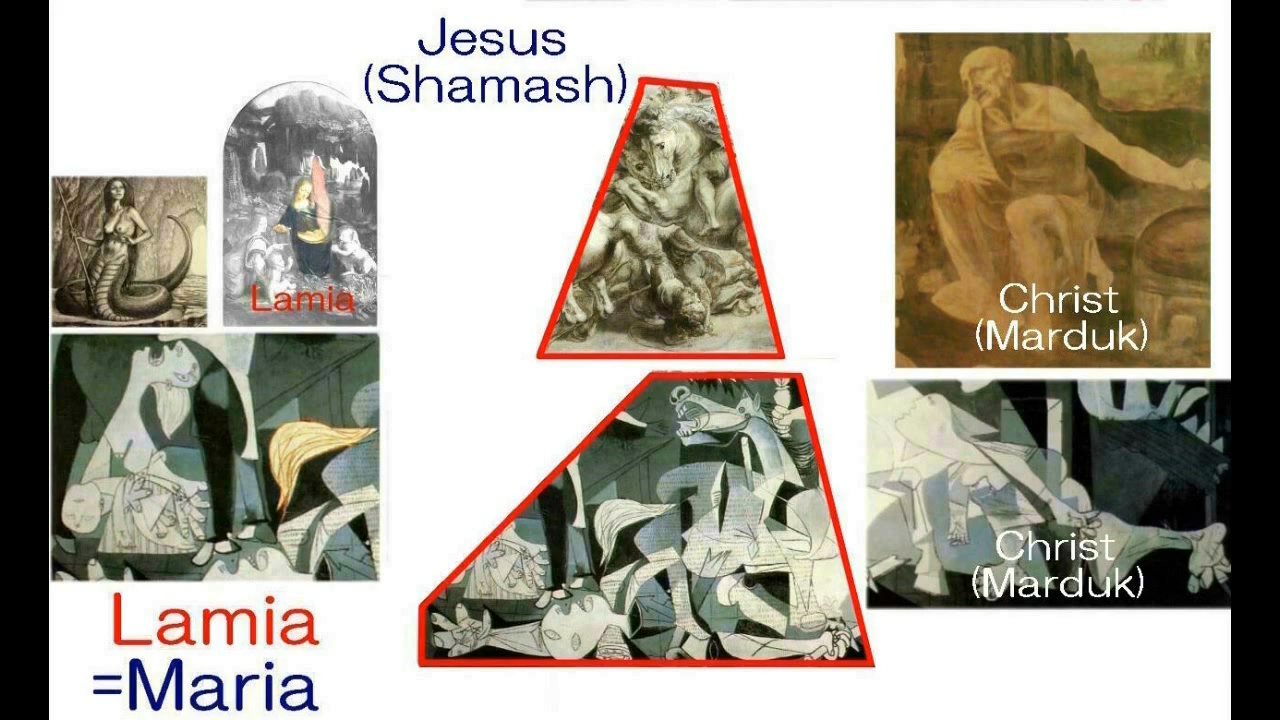 Jesus
(Shamash)
Lamia
Christ
(Marduk)
Christ
(Marduk)
Lamia
=Maria